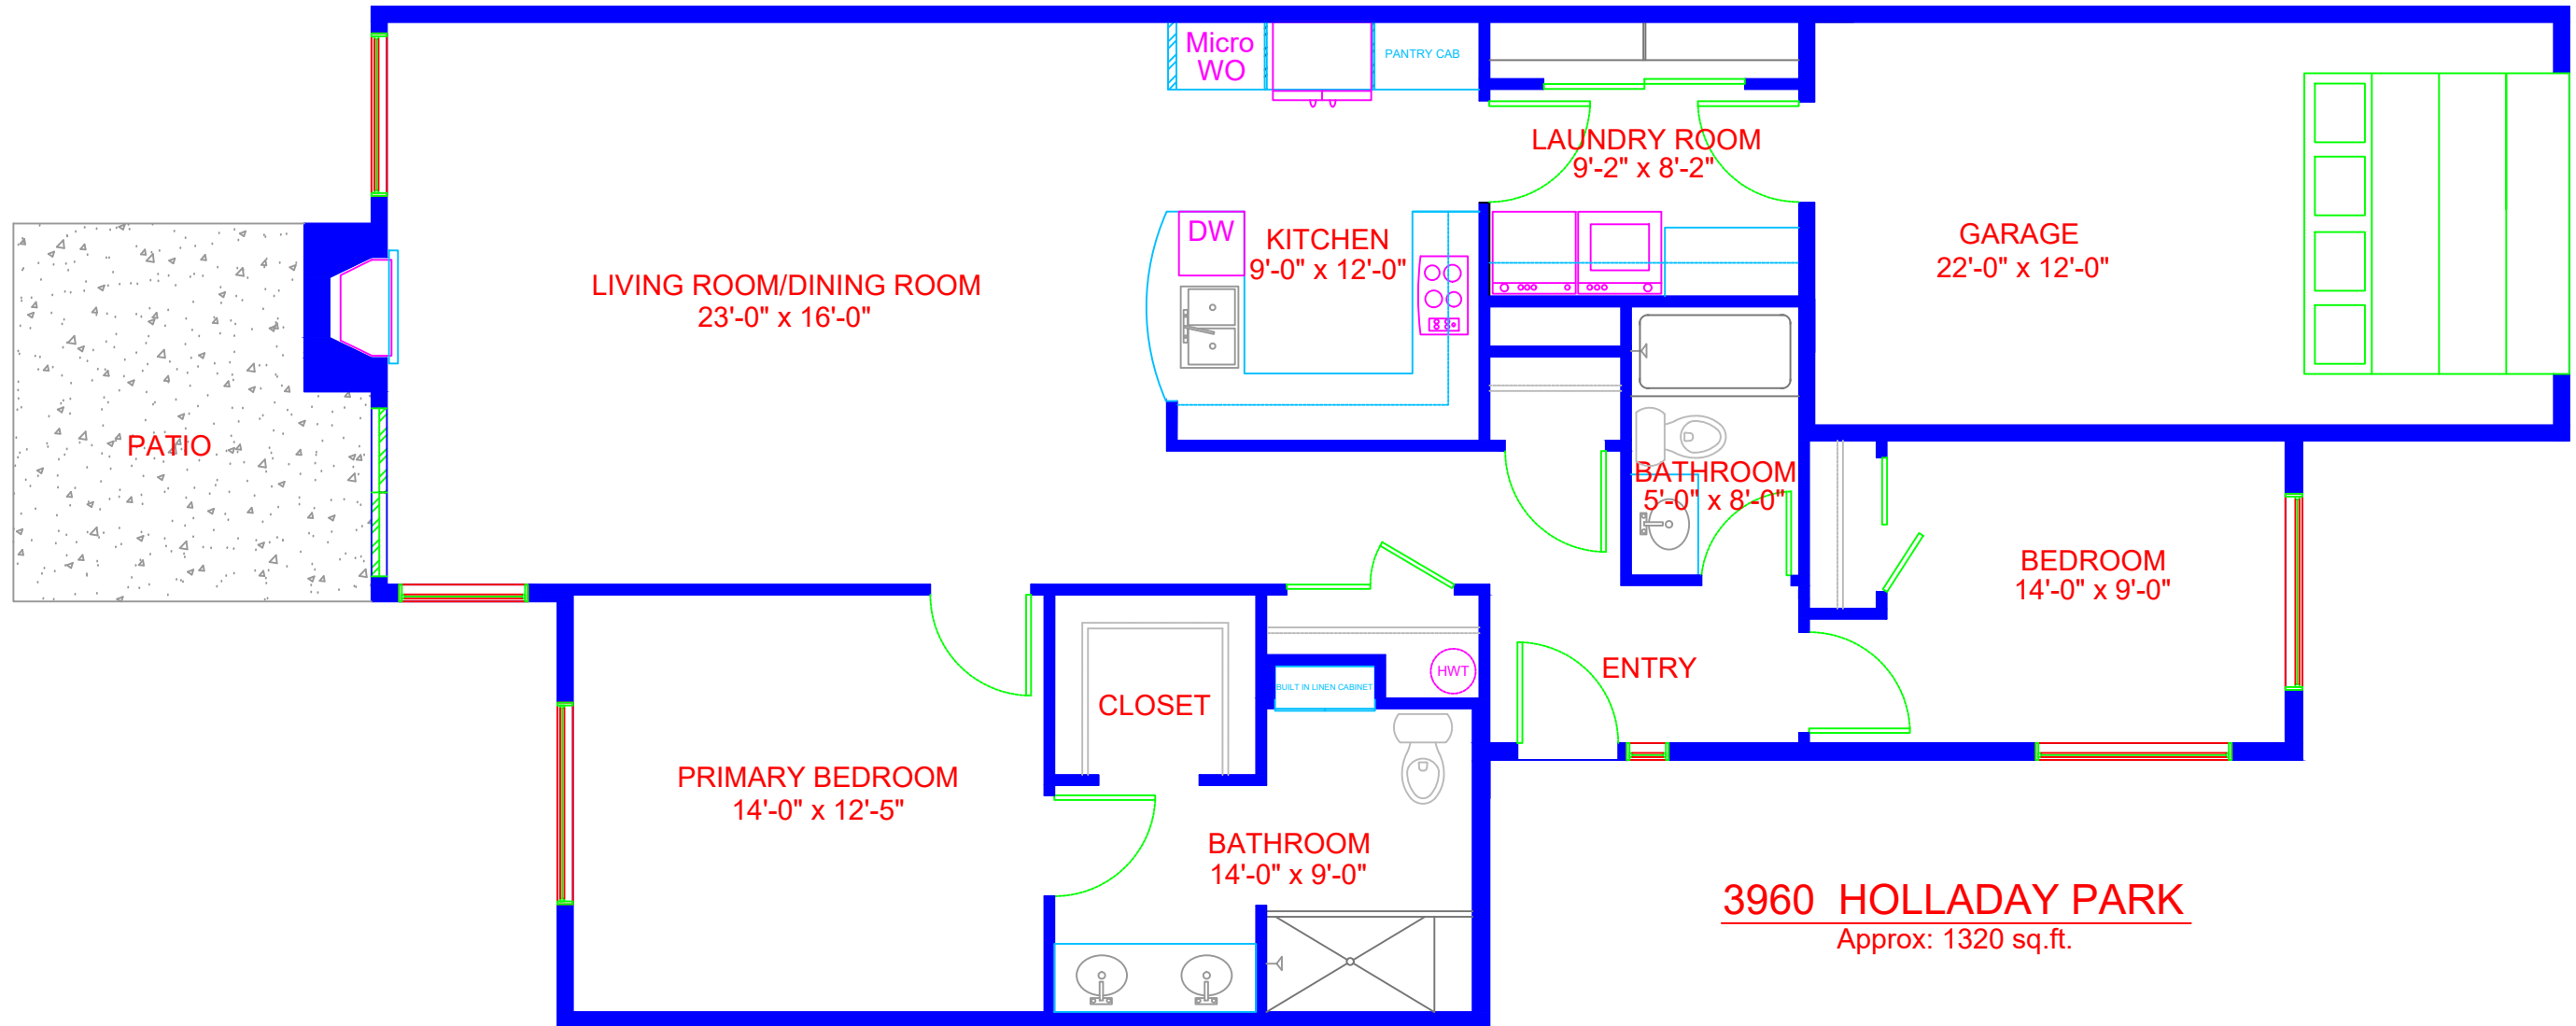 Micro
WO
PANTRY CAB
LAUNDRY ROOM
9'-2" x 8'-2"
DW
KITCHEN
9'-0" x 12'-0"
GARAGE
22'-0" x 12'-0"
LIVING ROOM/DINING ROOM
23'-0" x 16'-0"
PATIO
BATHROOM
5'-0" x 8'-0"
BEDROOM
14'-0" x 9'-0"
HWT
ENTRY
BUILT IN LINEN CABINET
CLOSET
PRIMARY BEDROOM
14'-0" x 12'-5"
BATHROOM
14'-0" x 9'-0"
3960 HOLLADAY PARK
Approx: 1320 sq.ft.